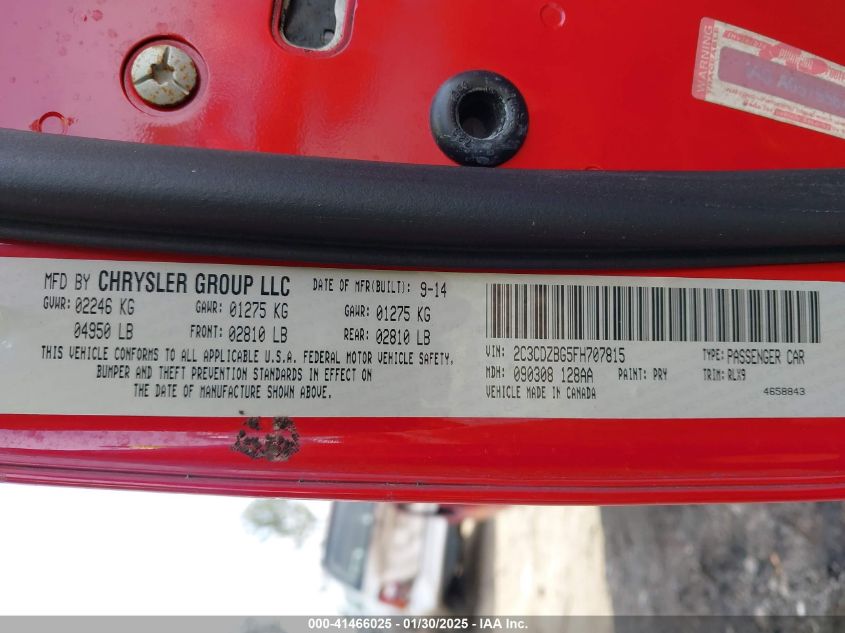 WARNING
MFD BY CHRYSLER GROUP LLC DATE OF MFR(BUILT): 9-14
GVWR: 02246 KG GAWR: 01275 KG GAWR: 01275 KG
04950 LB FRONT: 02810 LB REAR: 02810 LB
THIS VEHICLE CONFORMS TO ALL APPLICABLE U.S.A. FEDERAL MOTOR VEHICLE SAFETY,
BUMPER AND THEFT PREVENTION STANDARDS IN EFFECT ON
THE DATE OF MANUFACTURE SHOWN ABOVE.
VIN: 2C3CDZBG5FH707815 TYPE: PASSENGER CAR
MDH: 090308 128AA PAINT: PRY TRIM: RLX9
VEHICLE MADE IN CANADA 4658843
000-41466025 - 01/30/2025 - IAA Inc.